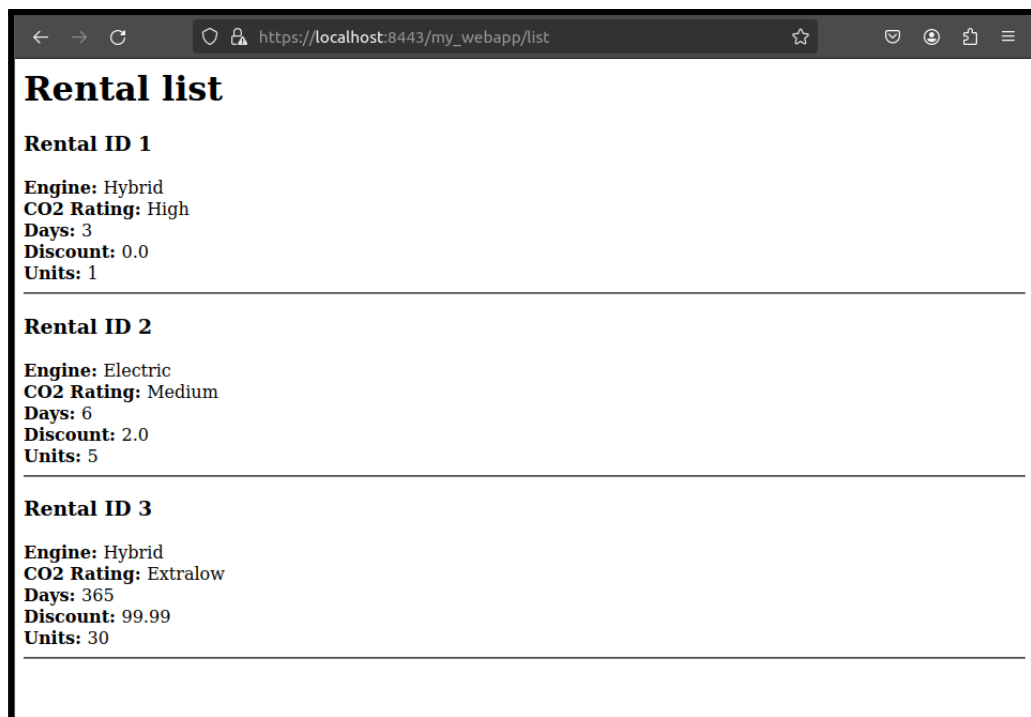 https://localhost:8443/my_webapp/list
Rental list
Rental ID 1
Engine: Hybrid
CO2 Rating: High
Days: 3
Discount: 0.0
Units: 1
Rental ID 2
Engine: Electric
CO2 Rating: Medium
Days: 6
Discount: 2.0
Units: 5
Rental ID 3
Engine: Hybrid
CO2 Rating: Extralow
Days: 365
Discount: 99.99
Units: 30